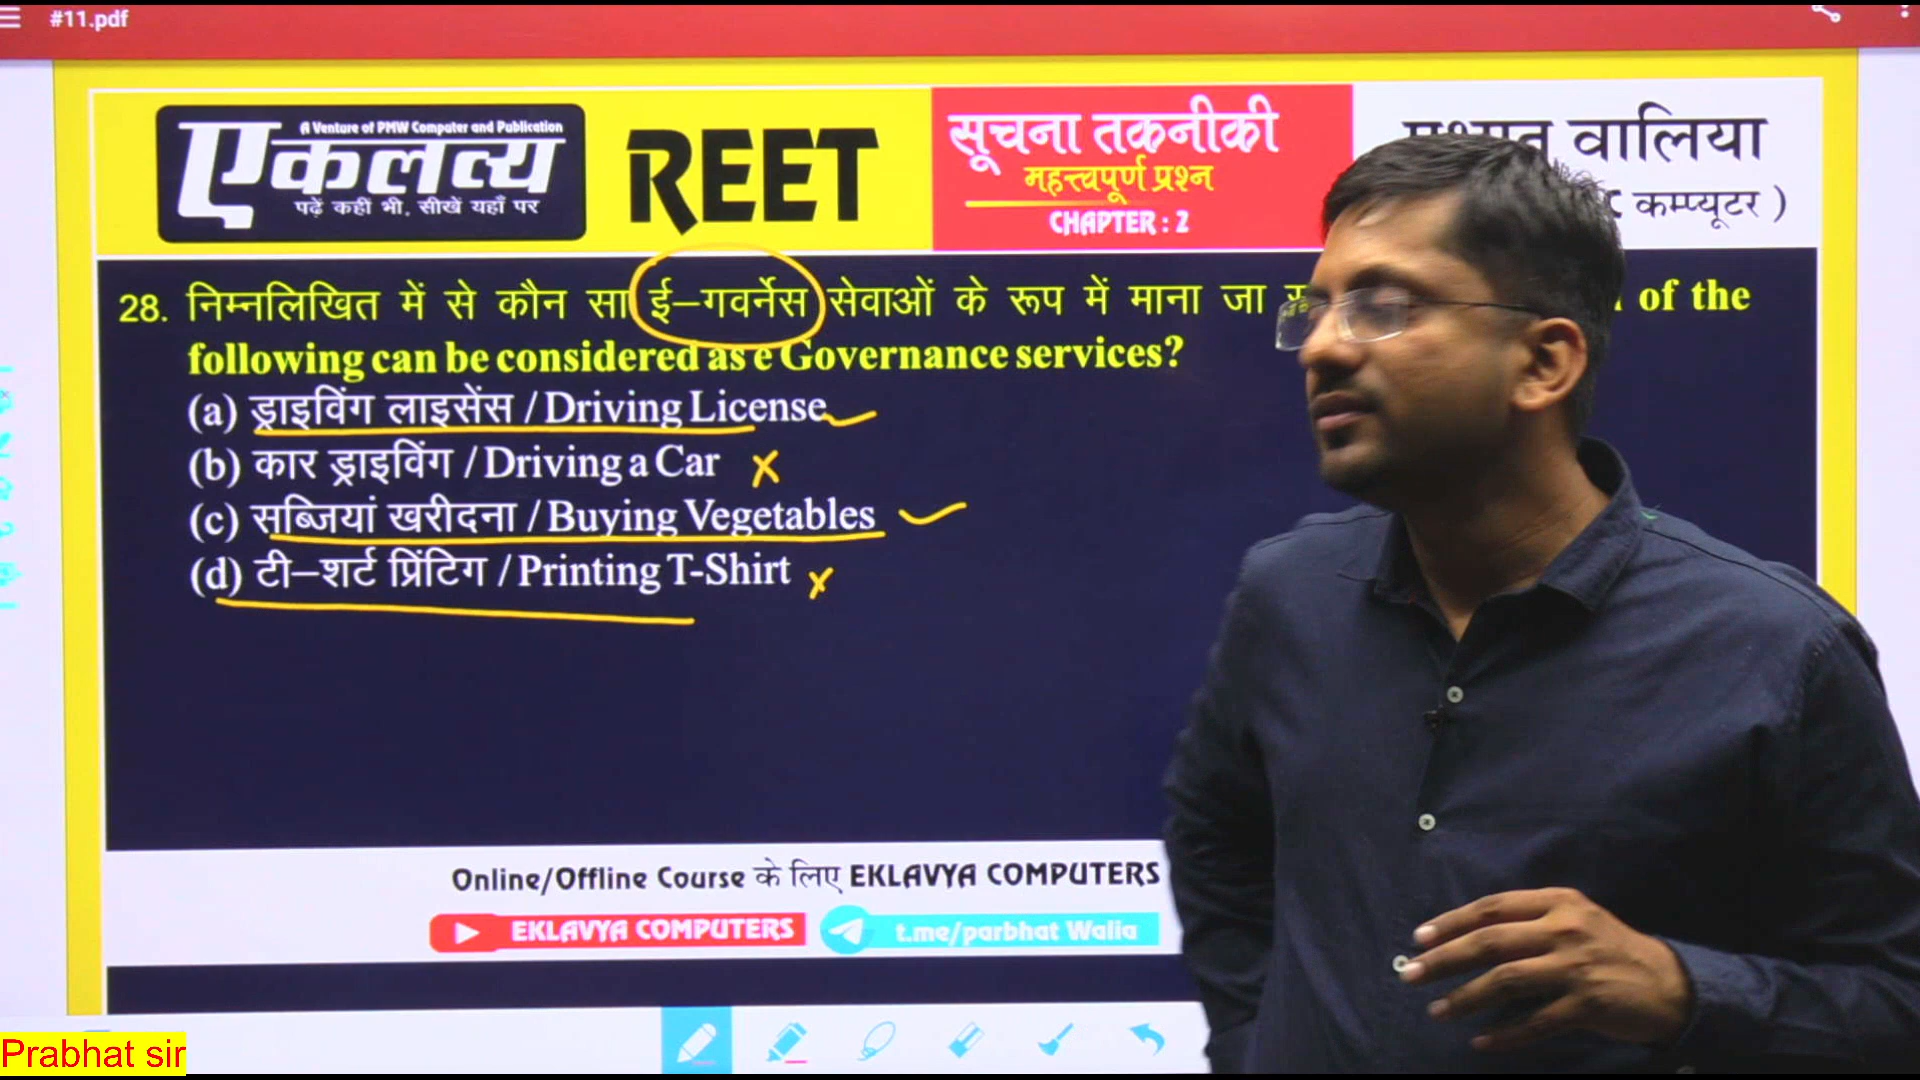 #11.pdf
A Venture of PMW Computer and Publication
एकलव्य
पढ़ें कहीं भी, सीखें यहाँ पर
REET
सूचना तकनीकी
महत्त्वपूर्ण प्रश्न
CHAPTER : 2
वालिया
कम्प्यूटर )
28. निम्नलिखित में से कौन सा ई–गवर्नेस सेवाओं के रूप में माना जा of the
following can be considered as e Governance services?
(a) ड्राइविंग लाइसेंस / Driving License
(b) कार ड्राइविंग / Driving a Car
(c) सब्जियां खरीदना / Buying Vegetables
(d) टी–शर्ट प्रिंटिग / Printing T-Shirt
Online/Offline Course के लिए EKLAVYA COMPUTERS
EKLAVYA COMPUTERS
t.me/parbhat Walia
Prabhat sir